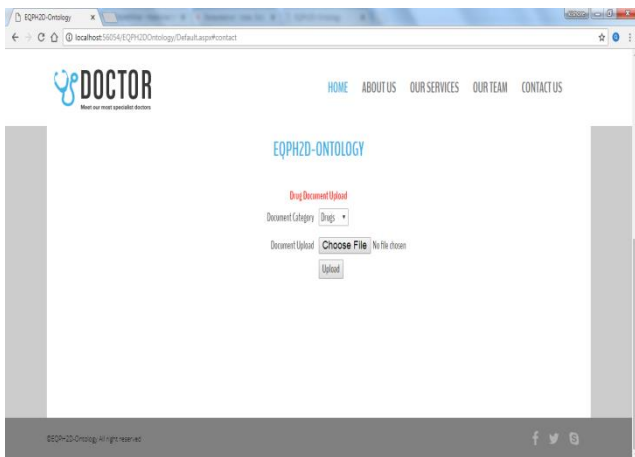 EQPH2D-Ontology
localhost:56054/EQPH2DOntology/Default.aspx#contact
DOCTOR
Meet our most specialist doctors
HOME ABOUT US OUR SERVICES OUR TEAM CONTACT US
EQPH2D-ONTOLOGY
Drug Document Upload
Document Category Drugs
Document Upload Choose File No file chosen
Upload
©EQPH2D-Ontology All right reserved